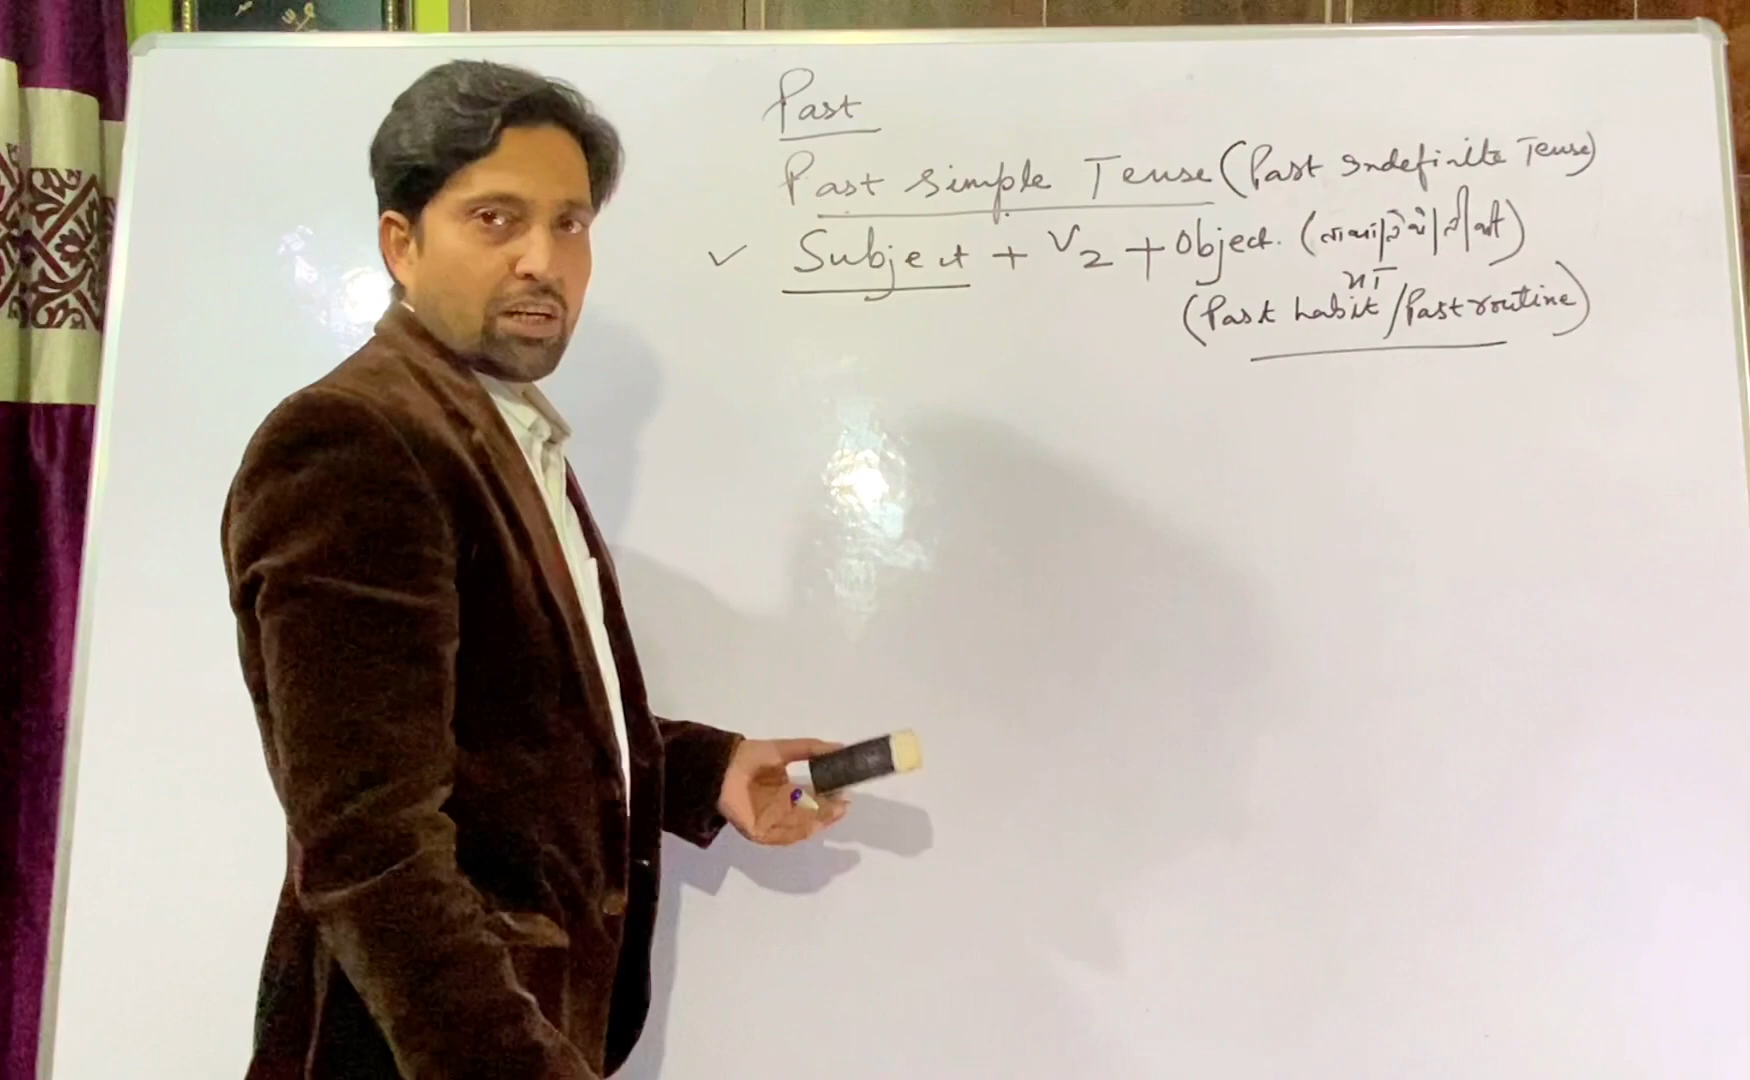 Past
Past Simple Tense (Past Indefinite Tense)
✓ Subject + V2 + Object. (
(Past habit / Past routine)